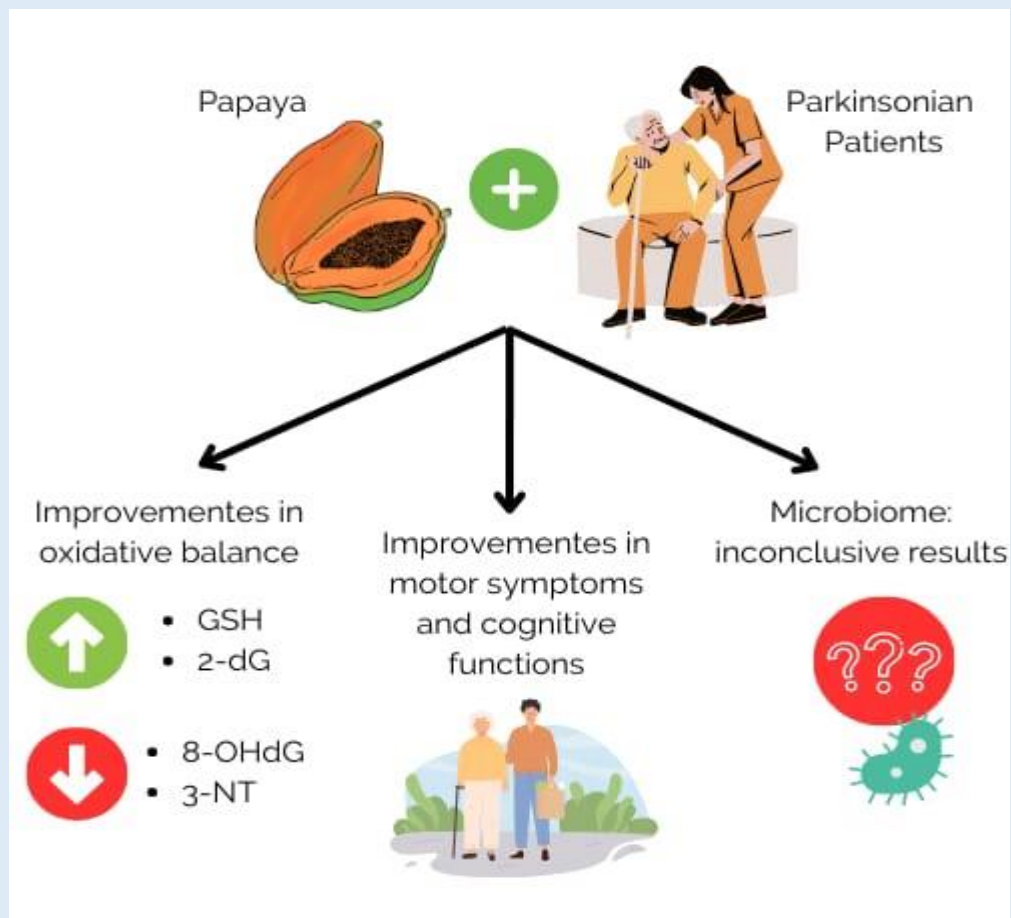 Papaya
Parkinsonian
Patients
Improvementes in
oxidative balance
• GSH
• 2-dG
• 8-OHdG
• 3-NT
Improvementes in
motor symptoms
and cognitive
functions
Microbiome:
inconclusive results
???